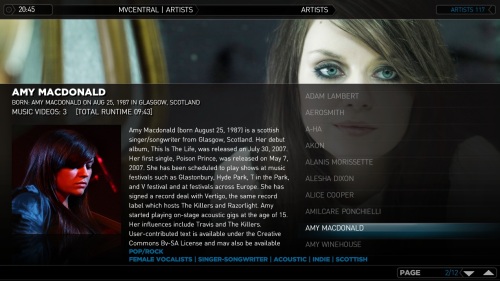 20:45
MVCENTRAL | ARTISTS
ARTISTS
ARTISTS 117
AMY MACDONALD
BORN: AMY MACDONALD ON AUG 25, 1987 IN GLASGOW, SCOTLAND
MUSIC VIDEOS: 3 [TOTAL RUNTIME 09:43]
Amy Macdonald (born August 25, 1987) is a scottish
singer/songwriter from Glasgow, Scotland. Her debut
album, This Is The Life, was released on July 30, 2007.
Her first single, Poison Prince, was released on May 7,
2007. She has been scheduled to play shows at music
festivals such as Glastonbury, Hyde Park, T in the Park,
and V festival and at festivals across Europe. She has
signed a record deal with Vertigo, the same record
label which hosts The Killers and Razorlight. Amy
started playing on-stage acoustic gigs at the age of 15.
Her influences include Travis and The Killers.
User-contributed text is available under the Creative
Commons By-SA License and may also be available
POP/ROCK
FEMALE VOCALISTS | SINGER-SONGWRITER | ACOUSTIC | INDIE | SCOTTISH
ADAM LAMBERT
AEROSMITH
A-HA
AKON
ALANIS MORISSETTE
ALESHA DIXON
ALICE COOPER
AMILCARE PONCHIELLI
AMY MACDONALD
AMY WINEHOUSE
PAGE 2/12